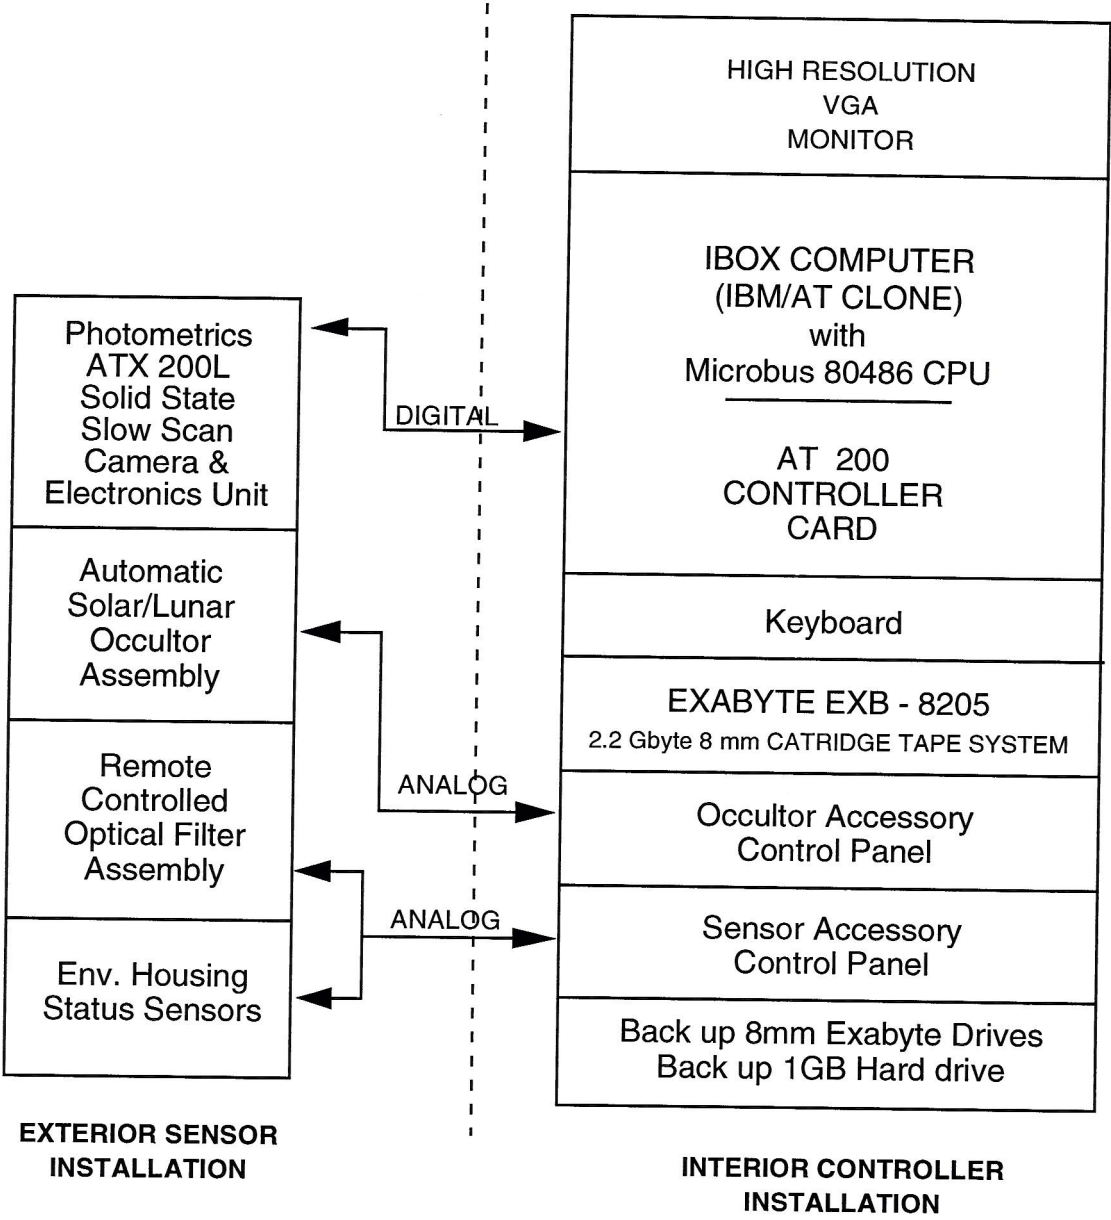 HIGH RESOLUTION
VGA
MONITOR
IBOX COMPUTER
(IBM/AT CLONE)
with
Microbus 80486 CPU
AT 200
CONTROLLER
CARD
Keyboard
EXABYTE EXB - 8205
2.2 Gbyte 8 mm CATRIDGE TAPE SYSTEM
Occultor Accessory
Control Panel
Sensor Accessory
Control Panel
Back up 8mm Exabyte Drives
Back up 1GB Hard drive
INTERIOR CONTROLLER
INSTALLATION
DIGITAL
ANALOG
ANALOG
Photometrics
ATX 200L
Solid State
Slow Scan
Camera &
Electronics Unit
Automatic
Solar/Lunar
Occultor
Assembly
Remote
Controlled
Optical Filter
Assembly
Env. Housing
Status Sensors
EXTERIOR SENSOR
INSTALLATION